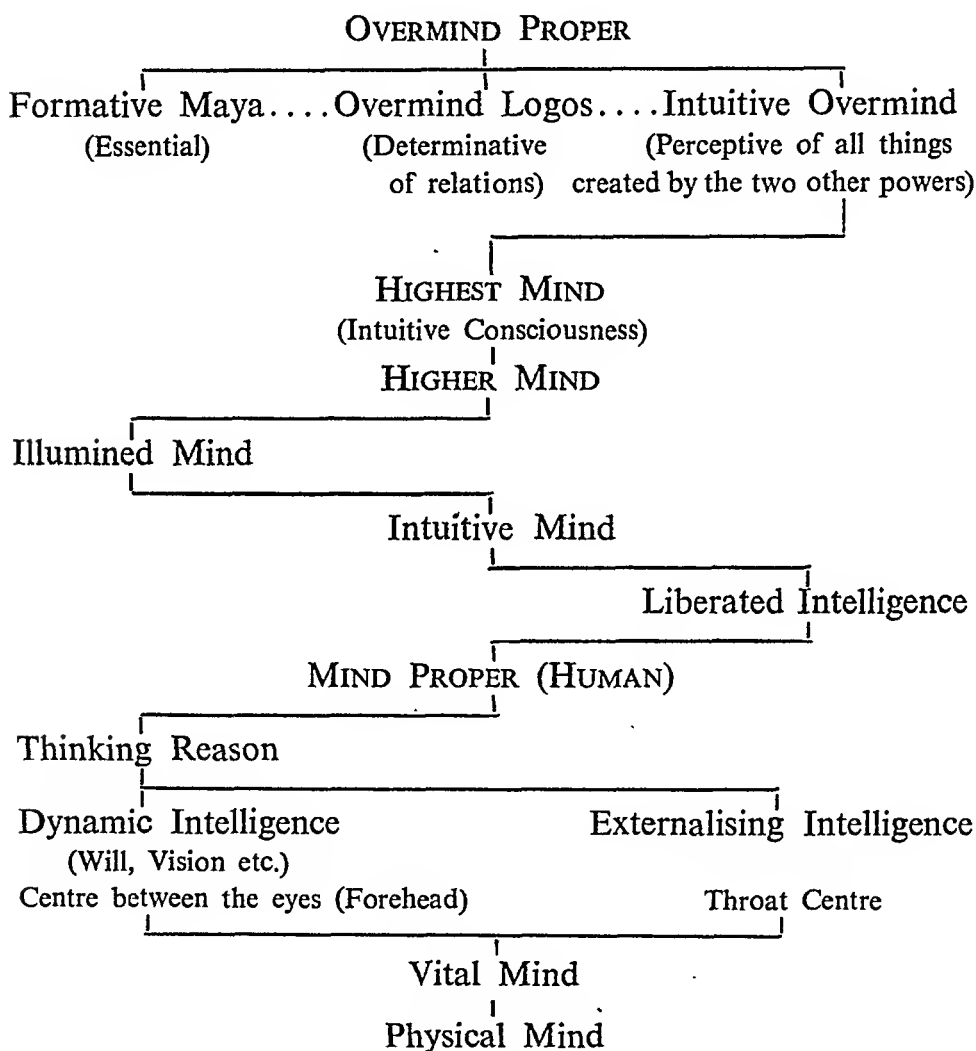 OVERMIND PROPER
Formative Maya....Overmind Logos....Intuitive Overmind
(Essential) (Determinative (Perceptive of all things
of relations) created by the two other powers)
HIGHEST MIND
(Intuitive Consciousness)
HIGHER MIND
Illumined Mind
Intuitive Mind
Liberated Intelligence
MIND PROPER (HUMAN)
Thinking Reason
Dynamic Intelligence Externalising Intelligence
(Will, Vision etc.)
Centre between the eyes (Forehead) Throat Centre
Vital Mind
Physical Mind